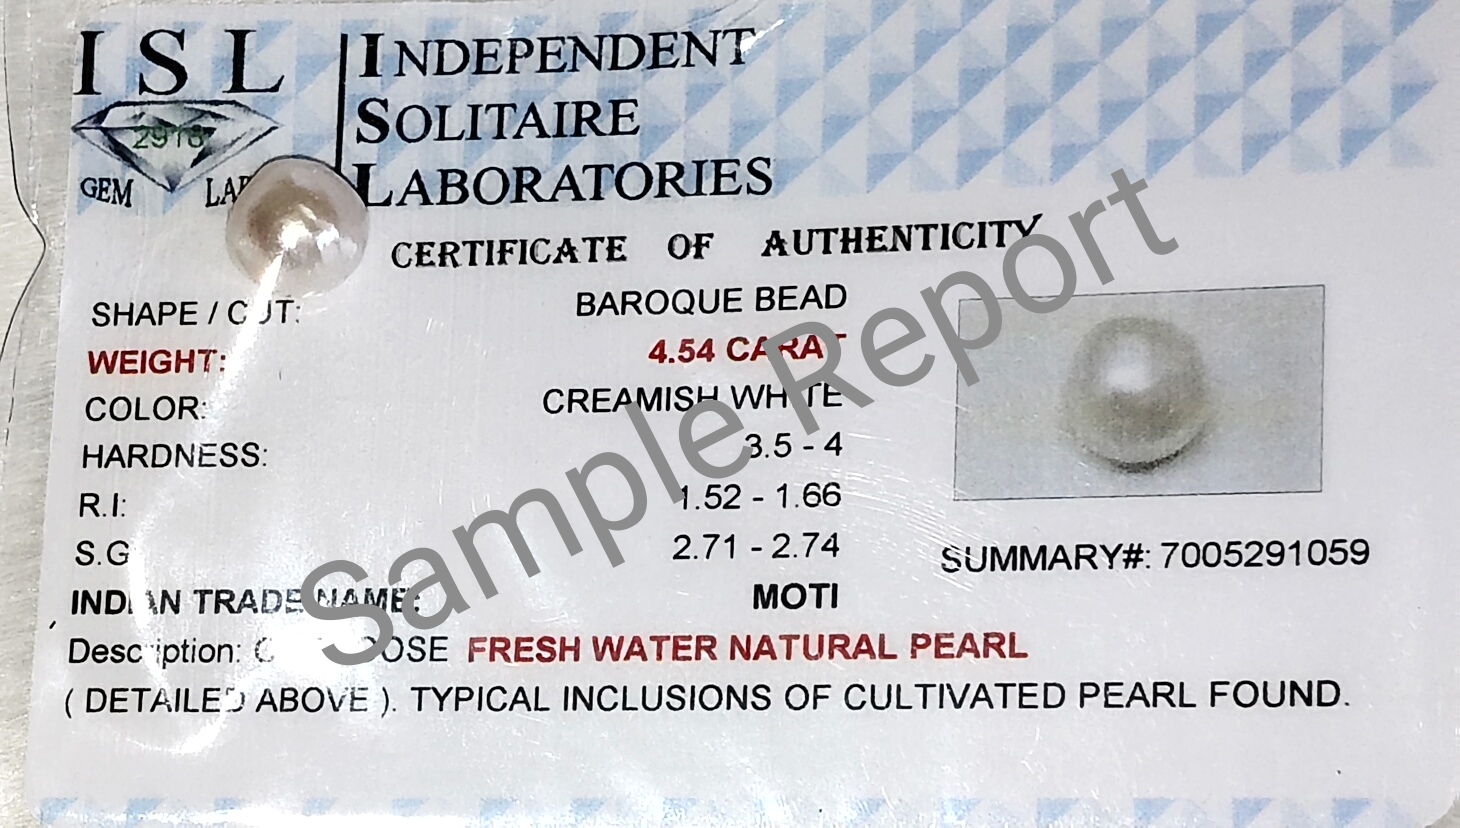 I S L
2916
GEM
INDEPENDENT
SOLITAIRE
LABORATORIES
CERTIFICATE OF AUTHENTICITY
SHAPE / CUT: BAROQUE BEAD
WEIGHT: 4.54 CARAT
COLOR: CREAMISH WHITE
HARDNESS: 3.5 - 4
R.I: 1.52 - 1.66
S.G 2.71 - 2.74
SUMMARY#: 7005291059
INDIAN TRADE NAME: MOTI
Description: FRESH WATER NATURAL PEARL
( DETAILED ABOVE ). TYPICAL INCLUSIONS OF CULTIVATED PEARL FOUND.
Sample Report